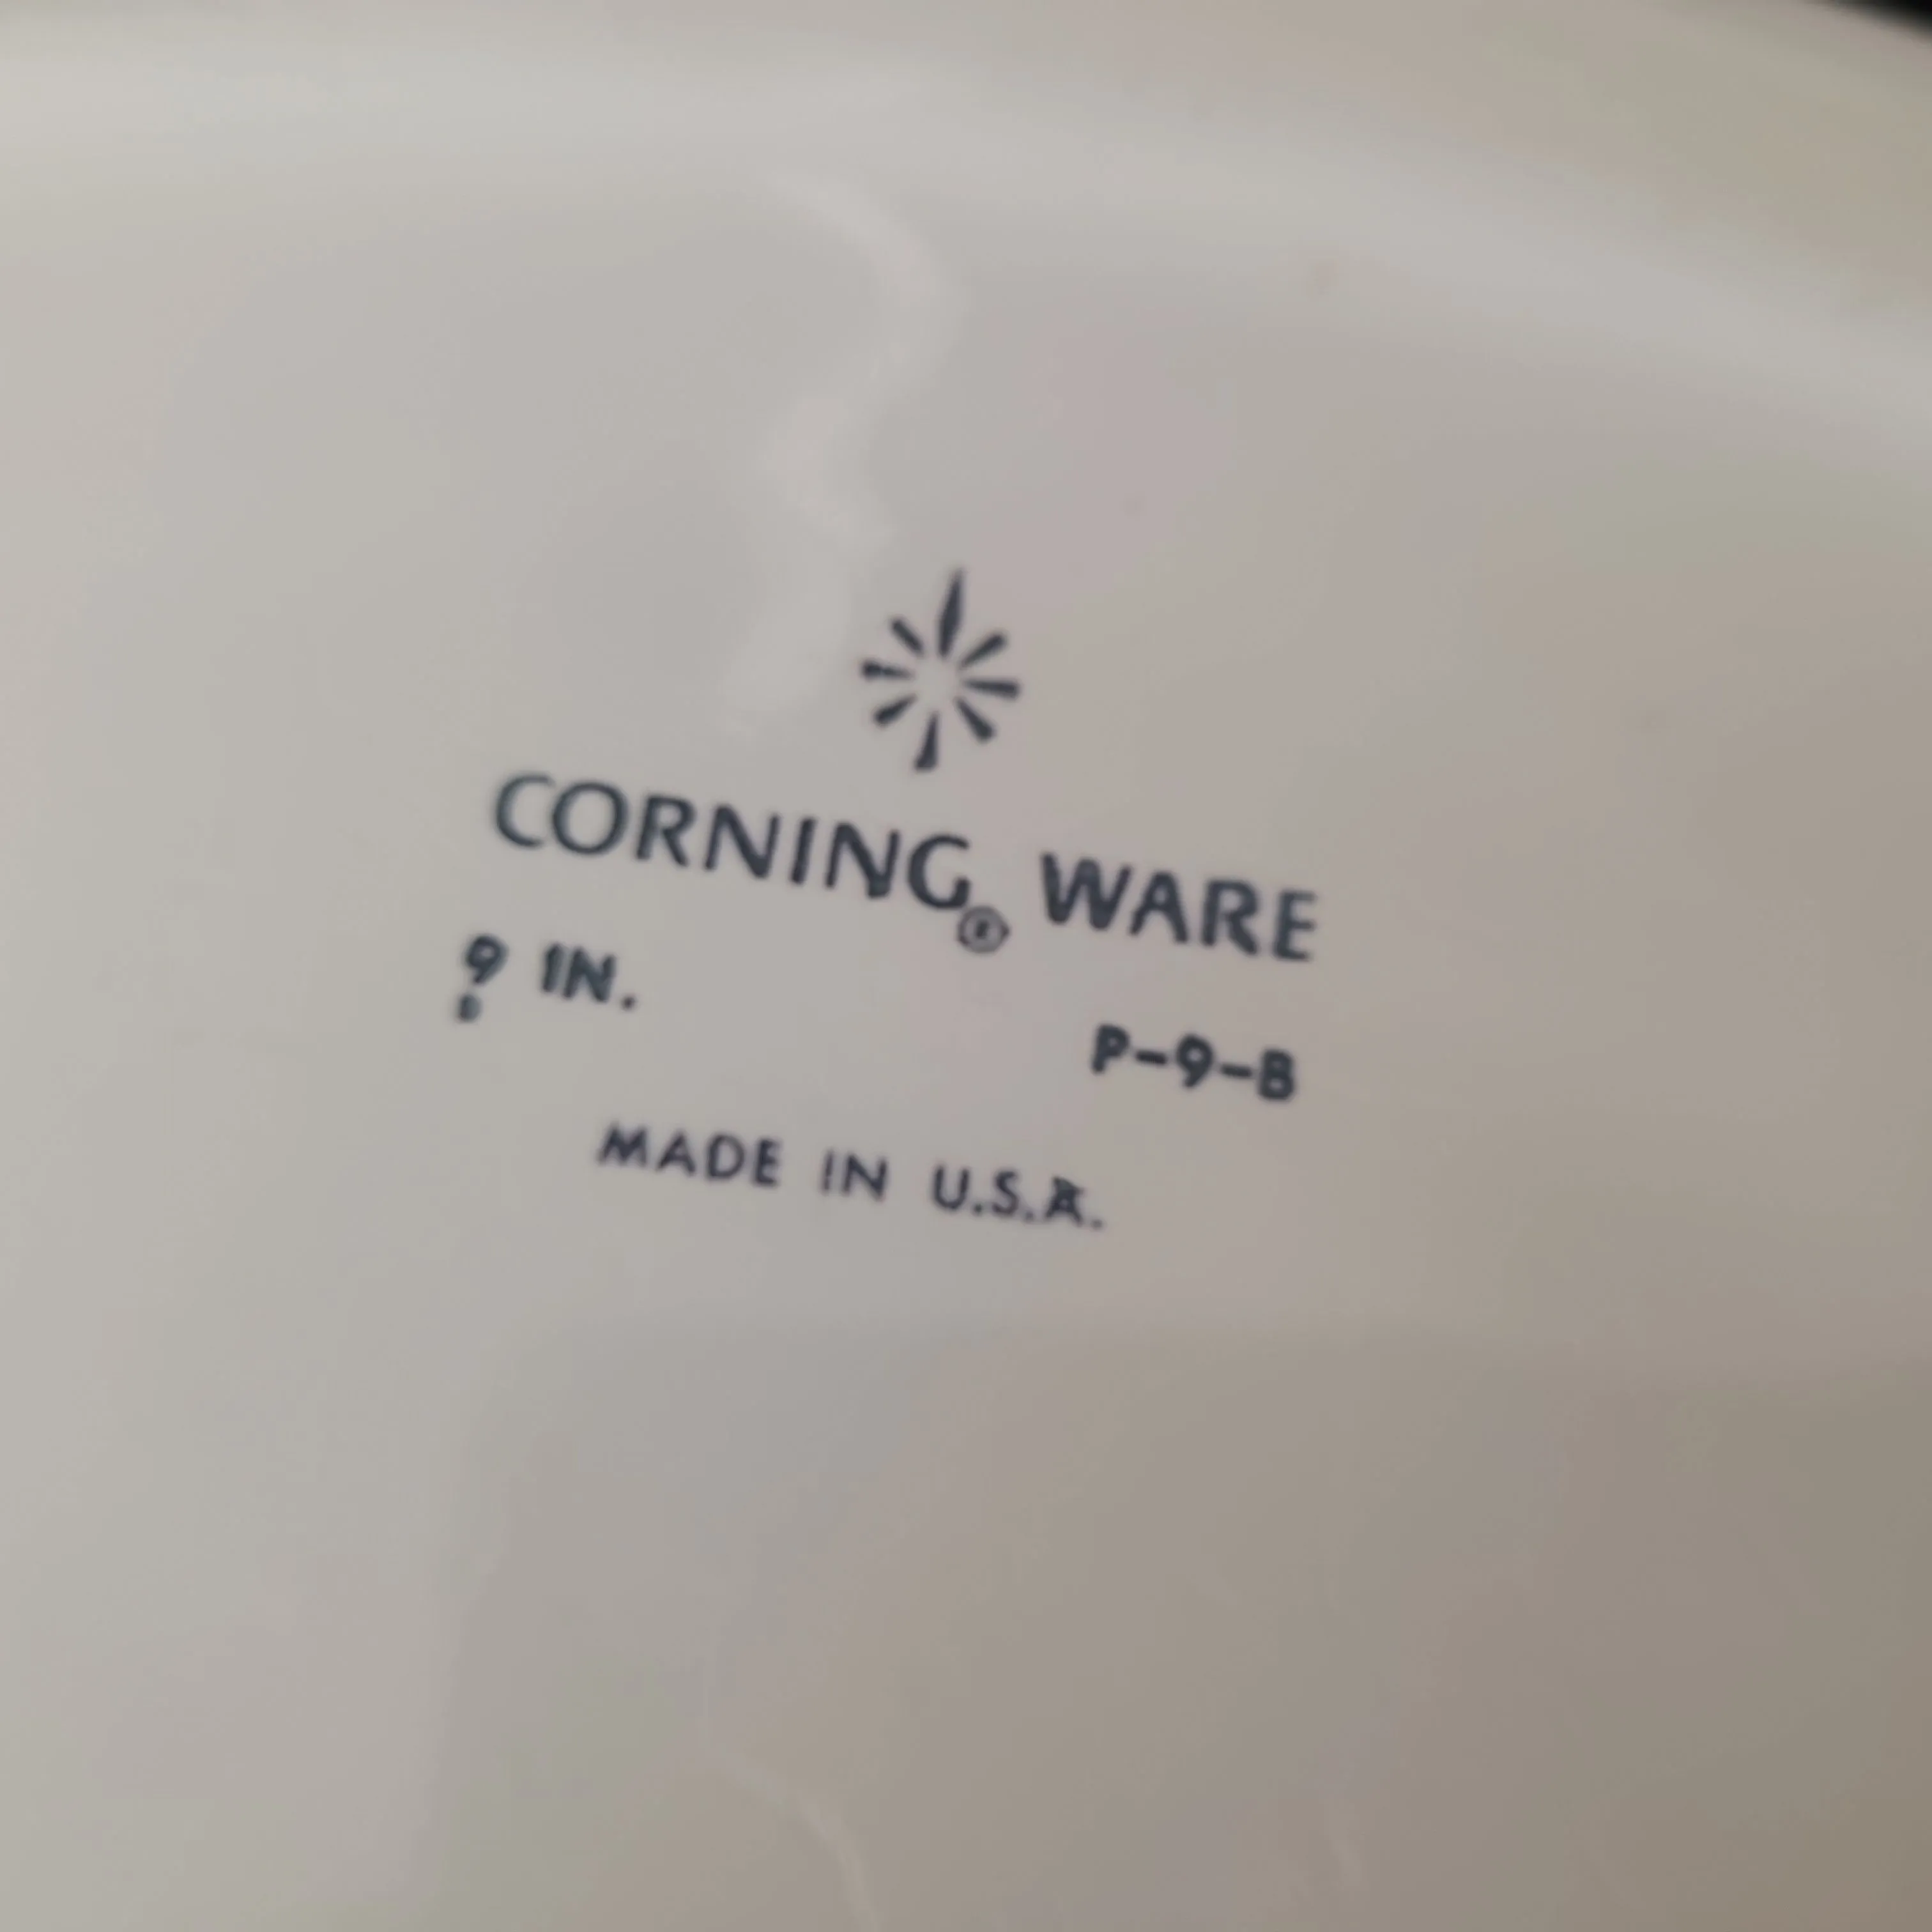 CORNING® WARE
9 IN.
P-9-B
MADE IN U.S.A.